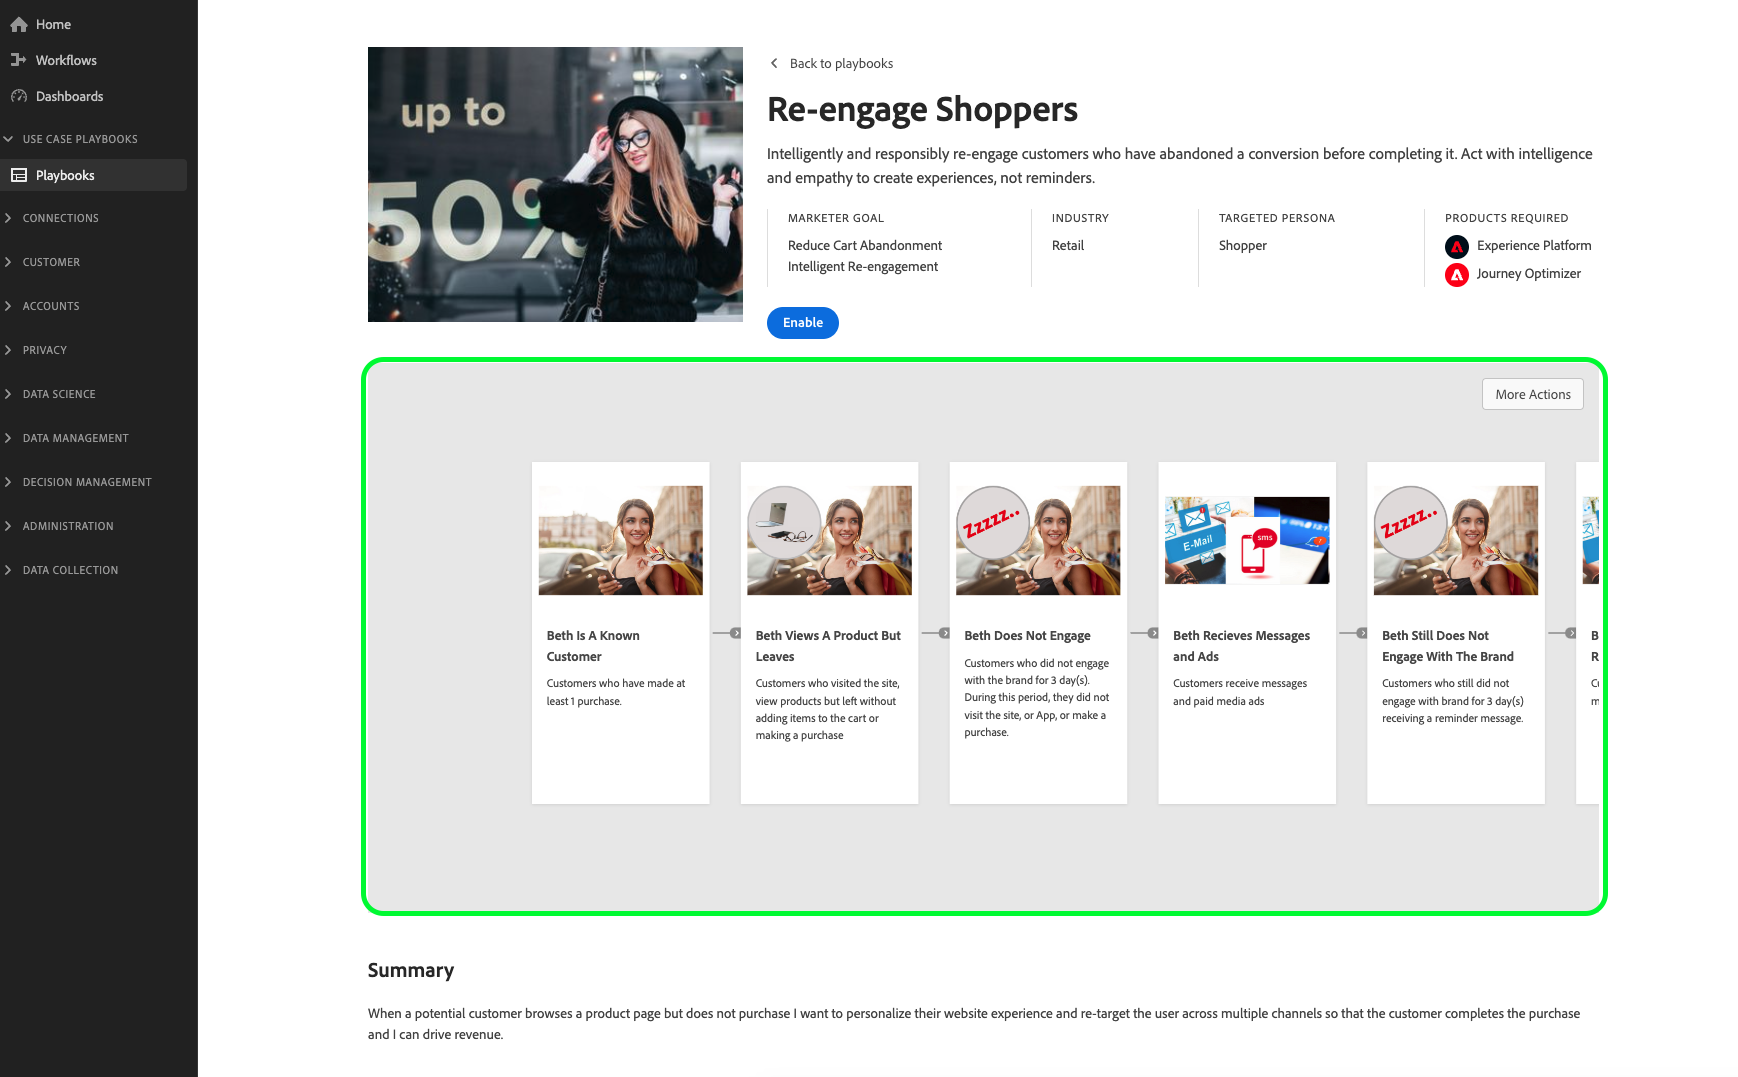 Home
Workflows
Dashboards
USE CASE PLAYBOOKS
Playbooks
CONNECTIONS
CUSTOMER
ACCOUNTS
PRIVACY
DATA SCIENCE
DATA MANAGEMENT
DECISION MANAGEMENT
ADMINISTRATION
DATA COLLECTION
up to
50%
Back to playbooks
Re-engage Shoppers
Intelligently and responsibly re-engage customers who have abandoned a conversion before completing it. Act with intelligence
and empathy to create experiences, not reminders.
MARKETER GOAL
Reduce Cart Abandonment
Intelligent Re-engagement
INDUSTRY
Retail
TARGETED PERSONA
Shopper
PRODUCTS REQUIRED
Experience Platform
Journey Optimizer
Enable
More Actions
Beth Is A Known
Customer
Customers who have made at
least 1 purchase.
Beth Views A Product But
Leaves
Customers who visited the site,
view products but left without
adding items to the cart or
making a purchase
Zzzzz..
Beth Does Not Engage
Customers who did not engage
with the brand for 3 day(s).
During this period, they did not
visit the site, or App, or make a
purchase.
E-Mail
sms
Beth Recieves Messages
and Ads
Customers receive messages
and paid media ads
Zzzzz..
Beth Still Does Not
Engage With The Brand
Customers who still did not
engage with brand for 3 day(s)
receiving a reminder message.
B
R
Summary
When a potential customer browses a product page but does not purchase I want to personalize their website experience and re-target the user across multiple channels so that the customer completes the purchase
and I can drive revenue.